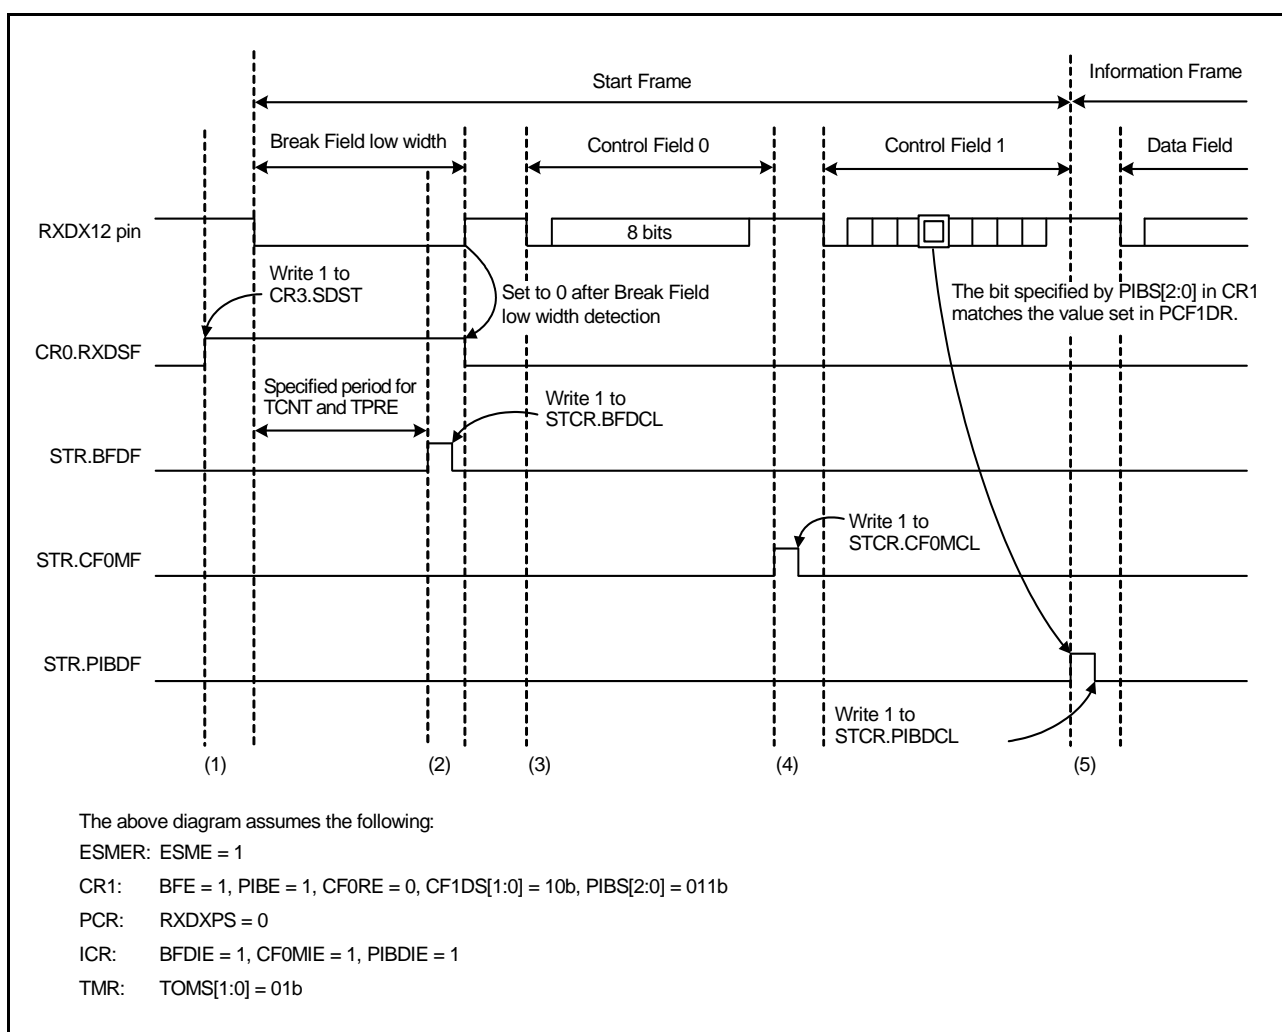 Start Frame
Information Frame
Break Field low width
Control Field 0
Control Field 1
Data Field
RXDX12 pin
8 bits
Write 1 to
CR3.SDST
Set to 0 after Break Field
low width detection
The bit specified by PIBS[2:0] in CR1
matches the value set in PCF1DR.
CR0.RXDSF
Specified period for
TCNT and TPRE
Write 1 to
STCR.BFDCL
STR.BFDF
Write 1 to
STCR.CF0MCL
STR.CF0MF
STR.PIBDF
Write 1 to
STCR.PIBDCL
(1)
(2)
(3)
(4)
(5)
The above diagram assumes the following:
ESMER: ESME = 1
CR1: BFE = 1, PIBE = 1, CF0RE = 0, CF1DS[1:0] = 10b, PIBS[2:0] = 011b
PCR: RXDXPS = 0
ICR: BFDIE = 1, CF0MIE = 1, PIBDIE = 1
TMR: TOMS[1:0] = 01b